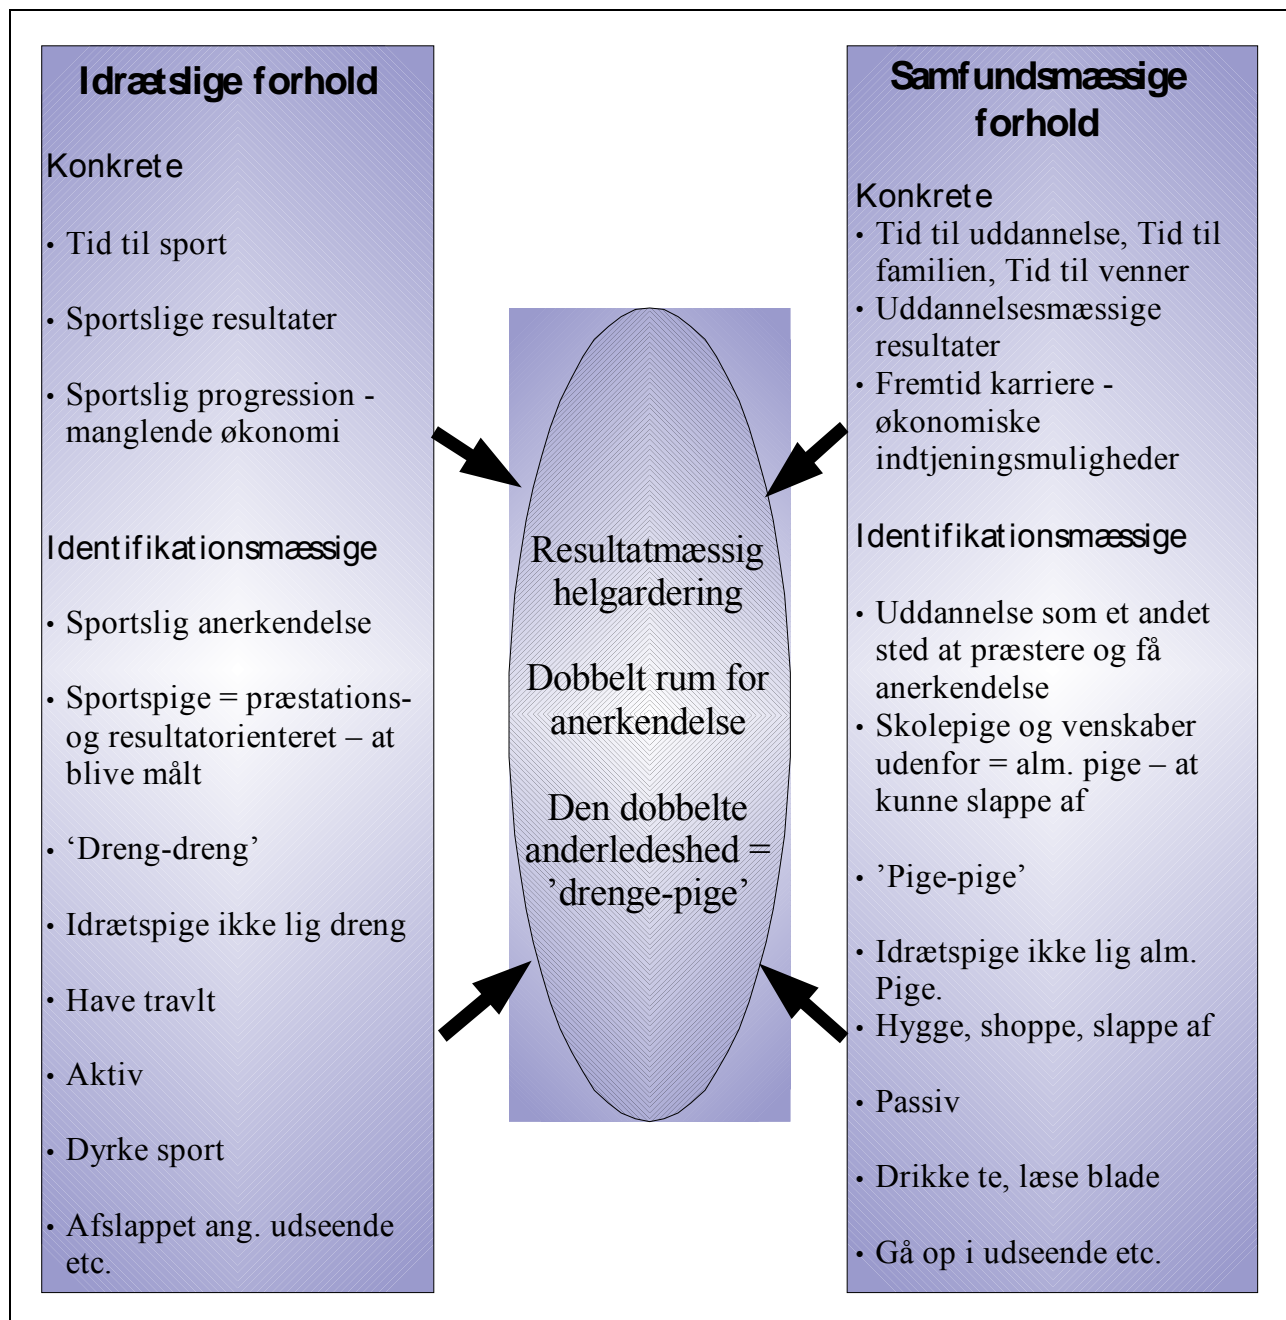 Idrætslige forhold
Konkrete
• Tid til sport
• Sportslige resultater
• Sportslig progression -
manglende økonomi
Identifikationsmæssige
• Sportslig anerkendelse
• Sportspige = præstations-
og resultatorienteret – at
blive målt
• ‘Dreng-dreng’
• Idrætspige ikke lig dreng
• Have travlt
• Aktiv
• Dyrke sport
• Afslappet ang. udseende
etc.
Resultatmæssig
helgardering
Dobbelt rum for
anerkendelse
Den dobbelte
anderledeshed =
’drenge-pige’
Samfundsmæssige
forhold
Konkrete
• Tid til uddannelse, Tid til
familien, Tid til venner
• Uddannelsesmæssige
resultater
• Fremtid karriere -
økonomiske
indtjeningsmuligheder
Identifikationsmæssige
• Uddannelse som et andet
sted at præstere og få
anerkendelse
• Skolepige og venskaber
udenfor = alm. pige – at
kunne slappe af
• ’Pige-pige’
• Idrætspige ikke lig alm.
Pige.
• Hygge, shoppe, slappe af
• Passiv
• Drikke te, læse blade
• Gå op i udseende etc.